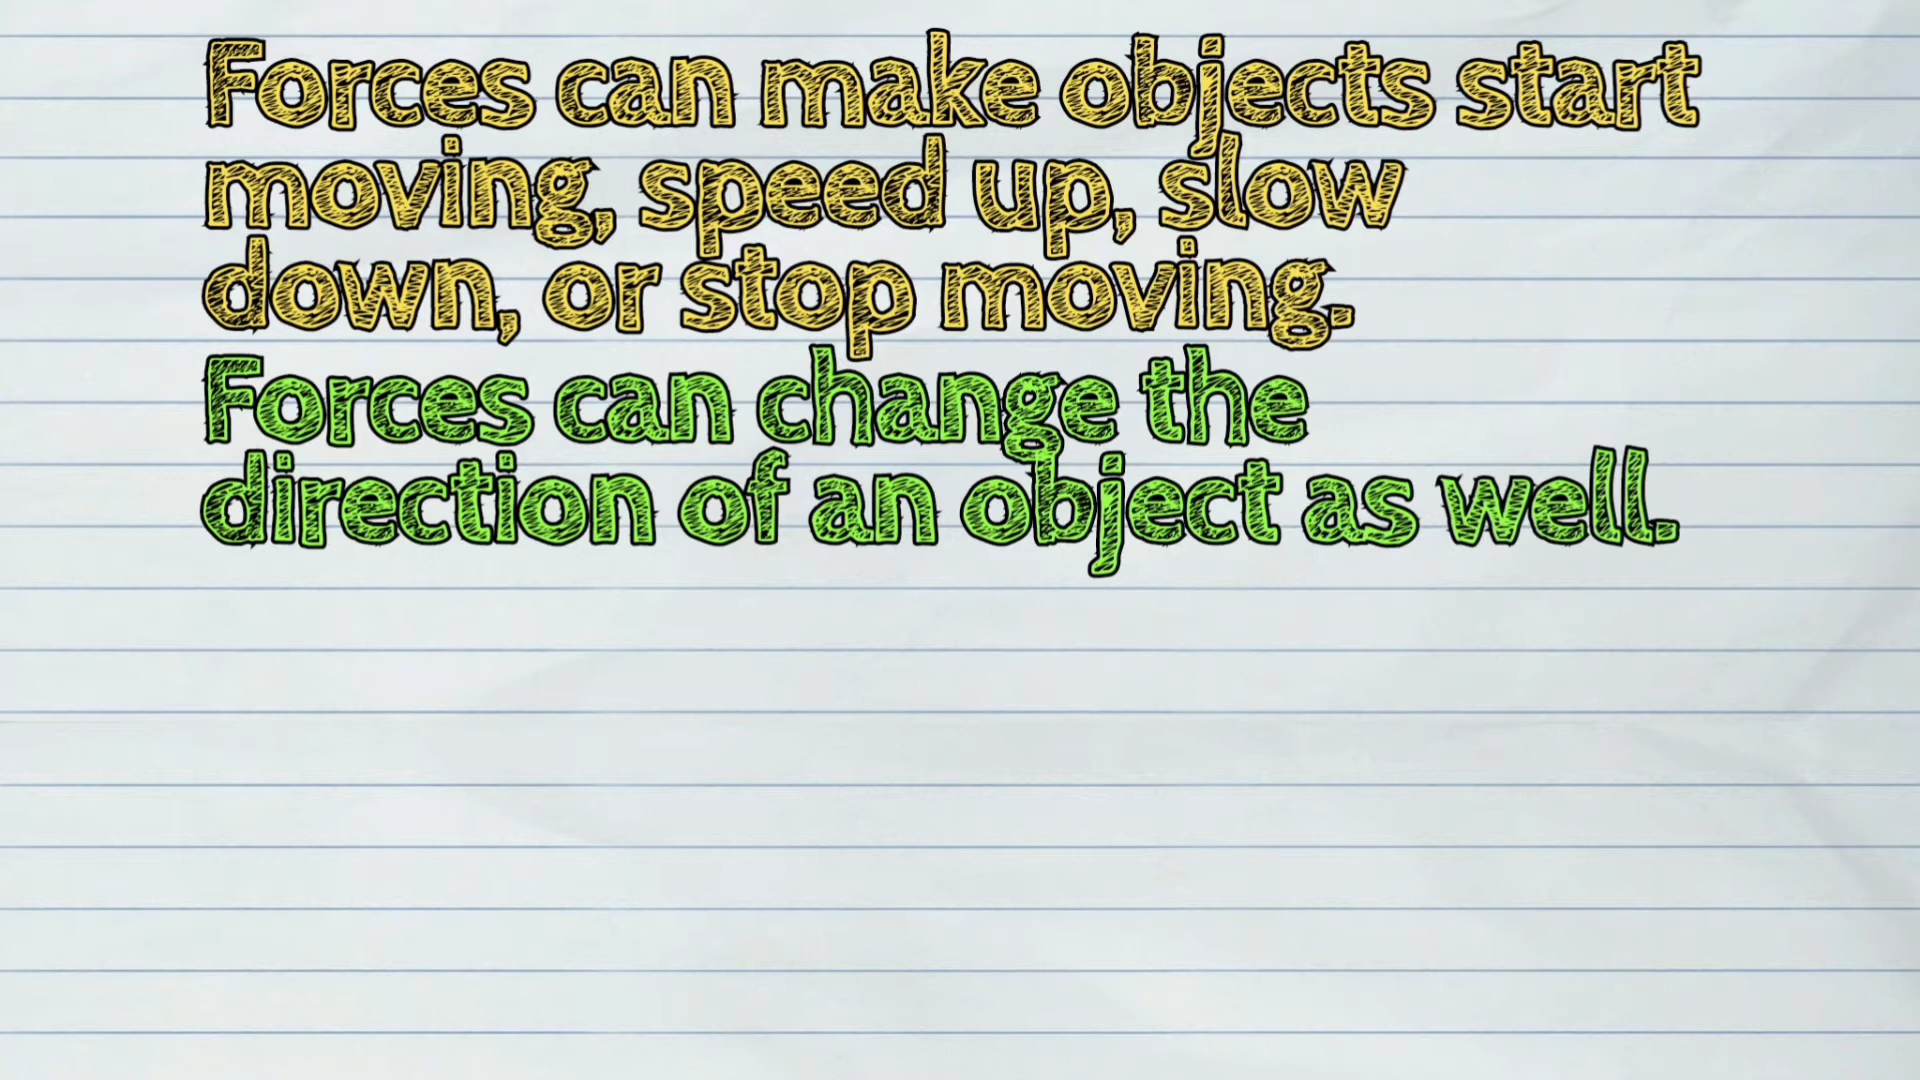 Forces can make objects start
moving, speed up, slow
down, or stop moving.
Forces can change the
direction of an object as well.